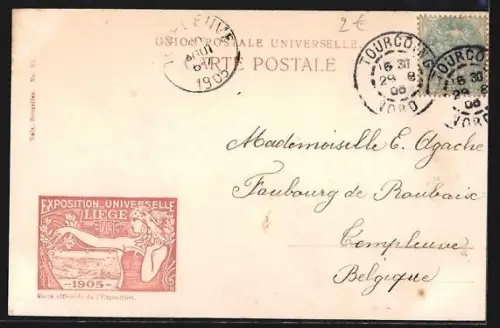 2€
UNION POSTALE UNIVERSELLE.
CARTE POSTALE
TOURCOING
16 30
29 8
05
NORD
TOURCOING
16 30
29 8
05
NORD
AOUT
1905
Mademoiselle E. Agache
Faubourg de Roubaix
Templeuve
Belgique
EXPOSITION UNIVERSELLE
LIEGE
1905